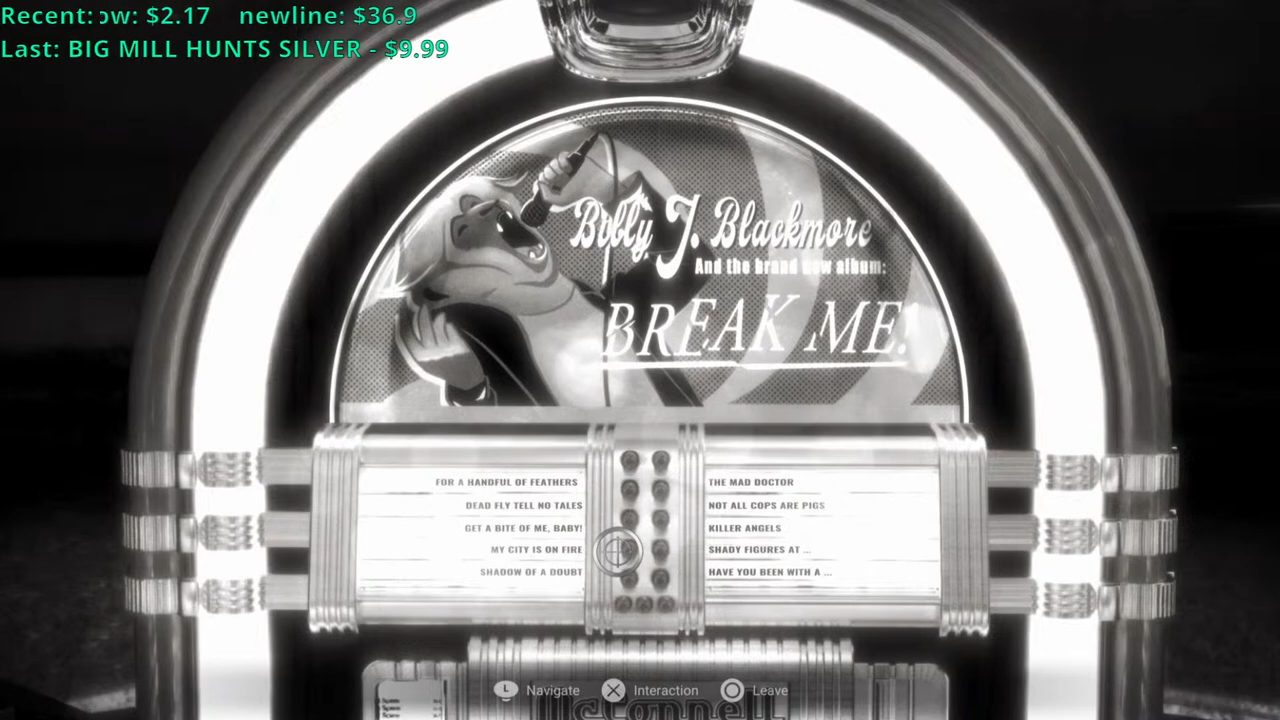 Recent: ow: $2.17 newline: $36.9
Last: BIG MILL HUNTS SILVER - $9.99
Billy J. Blackmore
And the brand new album:
BREAK ME!
FOR A HANDFUL OF FEATHERS
DEAD FLY TELL NO TALES
GET A BITE OF ME, BABY!
MY CITY IS ON FIRE
SHADOW OF A DOUBT
THE MAD DOCTOR
NOT ALL COPS ARE PIGS
KILLER ANGELS
SHADY FIGURES AT ...
HAVE YOU BEEN WITH A ...
L Navigate Interaction Leave
McConnell